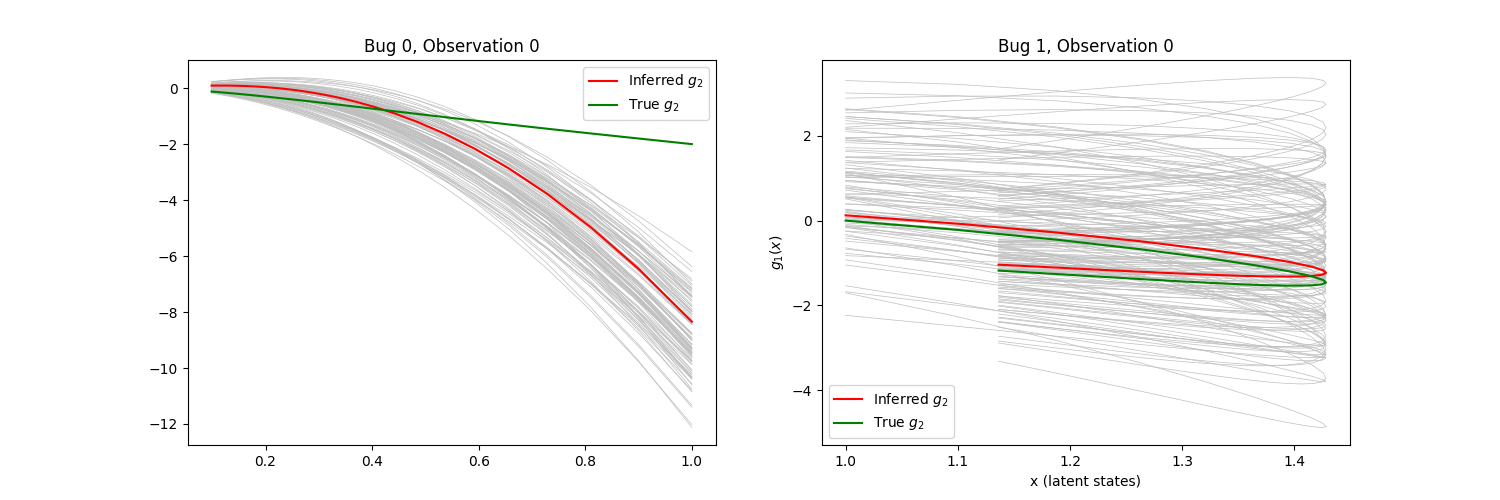 Bug 0, Observation 0
Inferred g₂
True g₂
0
−2
−4
−6
−8
−10
−12
0.2 0.4 0.6 0.8 1.0
Bug 1, Observation 0
g₁(x)
2
0
−2
−4
Inferred g₂
True g₂
1.0 1.1 1.2 1.3 1.4
x (latent states)